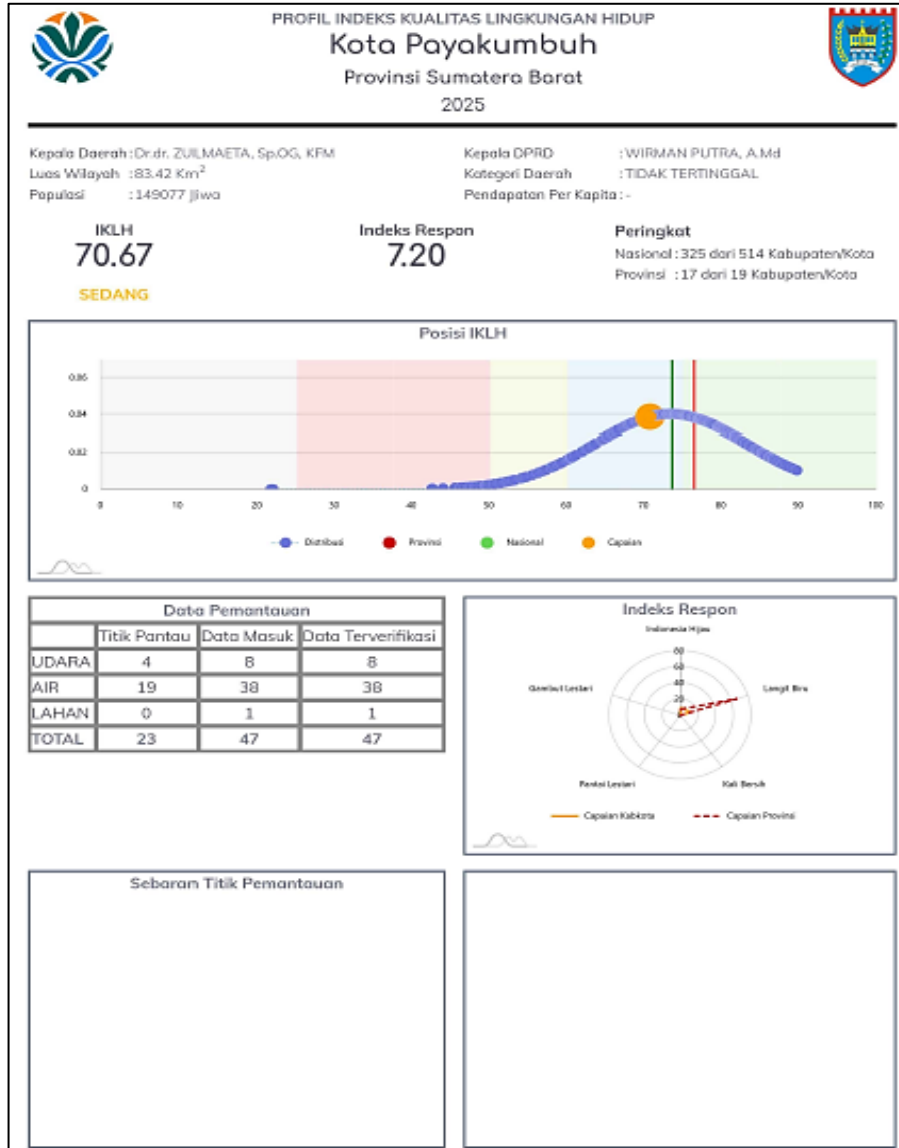 PROFIL INDEKS KUALITAS LINGKUNGAN HIDUP
Kota Payakumbuh
Provinsi Sumatera Barat
2025
Kepala Daerah : Dr.dr. ZULMAETA, Sp.OG, KFM
Luas Wilayah : 83.42 Km²
Populasi : 149077 Jiwa
Kepala DPRD : WIRMAN PUTRA, A.Md
Kategori Daerah : TIDAK TERTINGGAL
Pendapatan Per Kapita : -
IKLH
70.67
SEDANG
Indeks Respon
7.20
Peringkat
Nasional : 325 dari 514 Kabupaten/Kota
Provinsi : 17 dari 19 Kabupaten/Kota
Posisi IKLH
0.06
0.04
0.02
0
0 10 20 30 40 50 60 70 80 90 100
Distribusi Provinsi Nasional Capaian
Data Pemantauan
Titik Pantau Data Masuk Data Terverifikasi
UDARA 4 8 8
AIR 19 38 38
LAHAN 0 1 1
TOTAL 23 47 47
Indeks Respon
Indonesia Hijau
80
60
40
20
0
Gambut Lestari
Langit Biru
Pantai Lestari
Kali Bersih
Capaian Kabkota Capaian Provinsi
Sebaran Titik Pemantauan